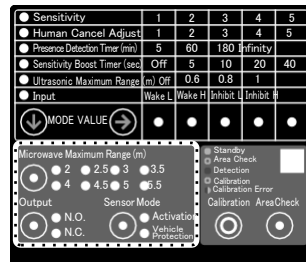 Sensitivity 1 2 3 4 5
Human Cancel Adjust 1 2 3 4 5
Presence Detection Timer (min) 5 60 180 Infinity
Sensitivity Boost Timer (sec) Off 5 10 20 40
Ultrasonic Maximum Range (m) Off 0.6 0.8 1
Input Wake L Wake H Inhibit L Inhibit H
MODE VALUE
Microwave Maximum Range (m)
2 2.5 3 3.5
4 4.5 5 5.5
Output Sensor Mode
N.O. Activation
N.C. Vehicle Protection
Standby
Area Check
Detection
Calibration
Calibration Error
Calibration AreaCheck